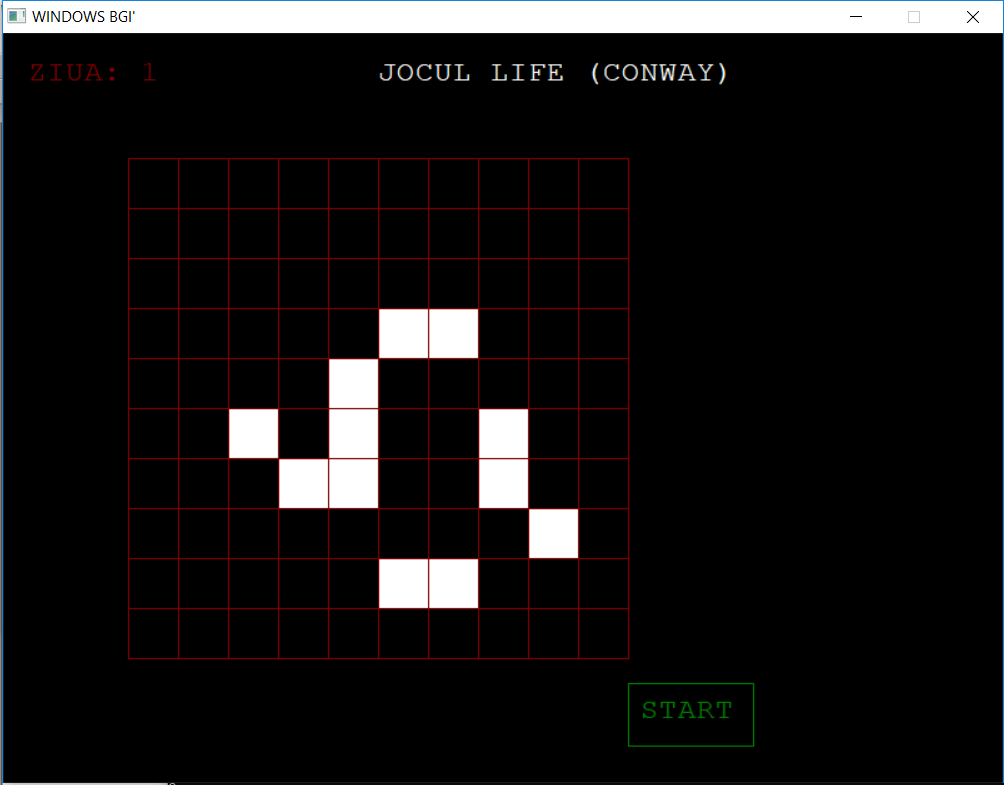 WINDOWS BGI'
ZIUA: 1
JOCUL LIFE (CONWAY)
START